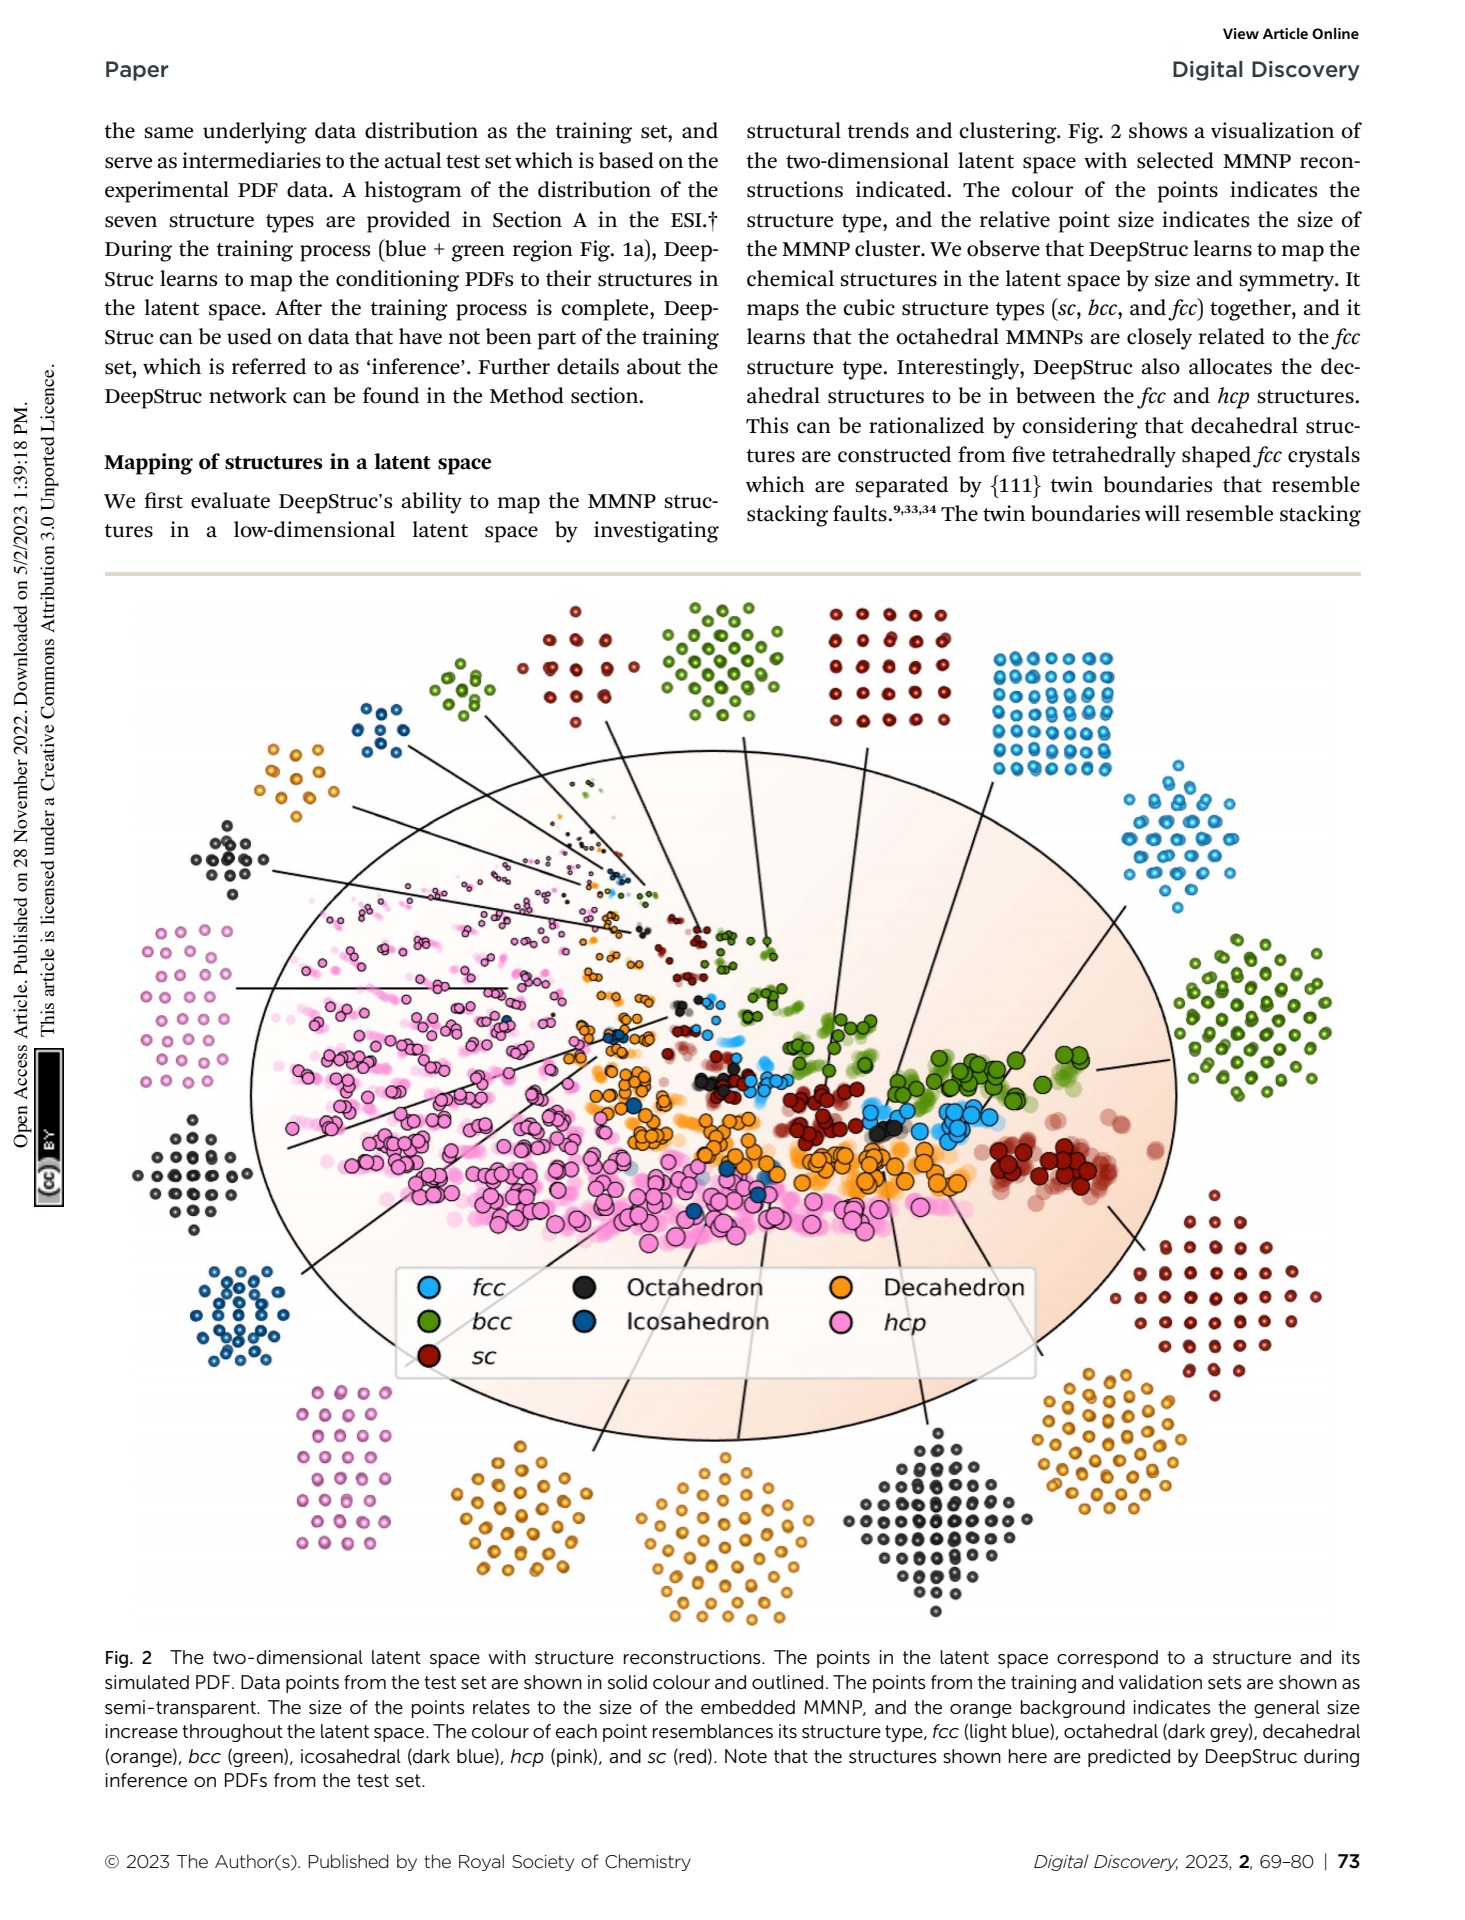 View Article Online
Paper
Digital Discovery
the same underlying data distribution as the training set, and
serve as intermediaries to the actual test set which is based on the
experimental PDF data. A histogram of the distribution of the
seven structure types are provided in Section A in the ESI.†
During the training process (blue + green region Fig. 1a), Deep-
Struc learns to map the conditioning PDFs to their structures in
the latent space. After the training process is complete, Deep-
Struc can be used on data that have not been part of the training
set, which is referred to as ‘inference’. Further details about the
DeepStruc network can be found in the Method section.
Mapping of structures in a latent space
We first evaluate DeepStruc's ability to map the MMNP struc-
tures in a low-dimensional latent space by investigating
structural trends and clustering. Fig. 2 shows a visualization of
the two-dimensional latent space with selected MMNP recon-
structions indicated. The colour of the points indicates the
structure type, and the relative point size indicates the size of
the MMNP cluster. We observe that DeepStruc learns to map the
chemical structures in the latent space by size and symmetry. It
maps the cubic structure types (sc, bcc, and fcc) together, and it
learns that the octahedral MMNPs are closely related to the fcc
structure type. Interestingly, DeepStruc also allocates the dec-
ahedral structures to be in between the fcc and hcp structures.
This can be rationalized by considering that decahedral struc-
tures are constructed from five tetrahedrally shaped fcc crystals
which are separated by {111} twin boundaries that resemble
stacking faults.9,33,34 The twin boundaries will resemble stacking
Open Access Article. Published on 28 November 2022. Downloaded on 5/2/2023 1:39:18 PM.
This article is licensed under a Creative Commons Attribution 3.0 Unported Licence.
(cc) BY
fcc
Octahedron
Decahedron
bcc
Icosahedron
hcp
sc
Fig. 2 The two-dimensional latent space with structure reconstructions. The points in the latent space correspond to a structure and its
simulated PDF. Data points from the test set are shown in solid colour and outlined. The points from the training and validation sets are shown as
semi-transparent. The size of the points relates to the size of the embedded MMNP, and the orange background indicates the general size
increase throughout the latent space. The colour of each point resemblances its structure type, fcc (light blue), octahedral (dark grey), decahedral
(orange), bcc (green), icosahedral (dark blue), hcp (pink), and sc (red). Note that the structures shown here are predicted by DeepStruc during
inference on PDFs from the test set.
© 2023 The Author(s). Published by the Royal Society of Chemistry
Digital Discovery, 2023, 2, 69–80 | 73